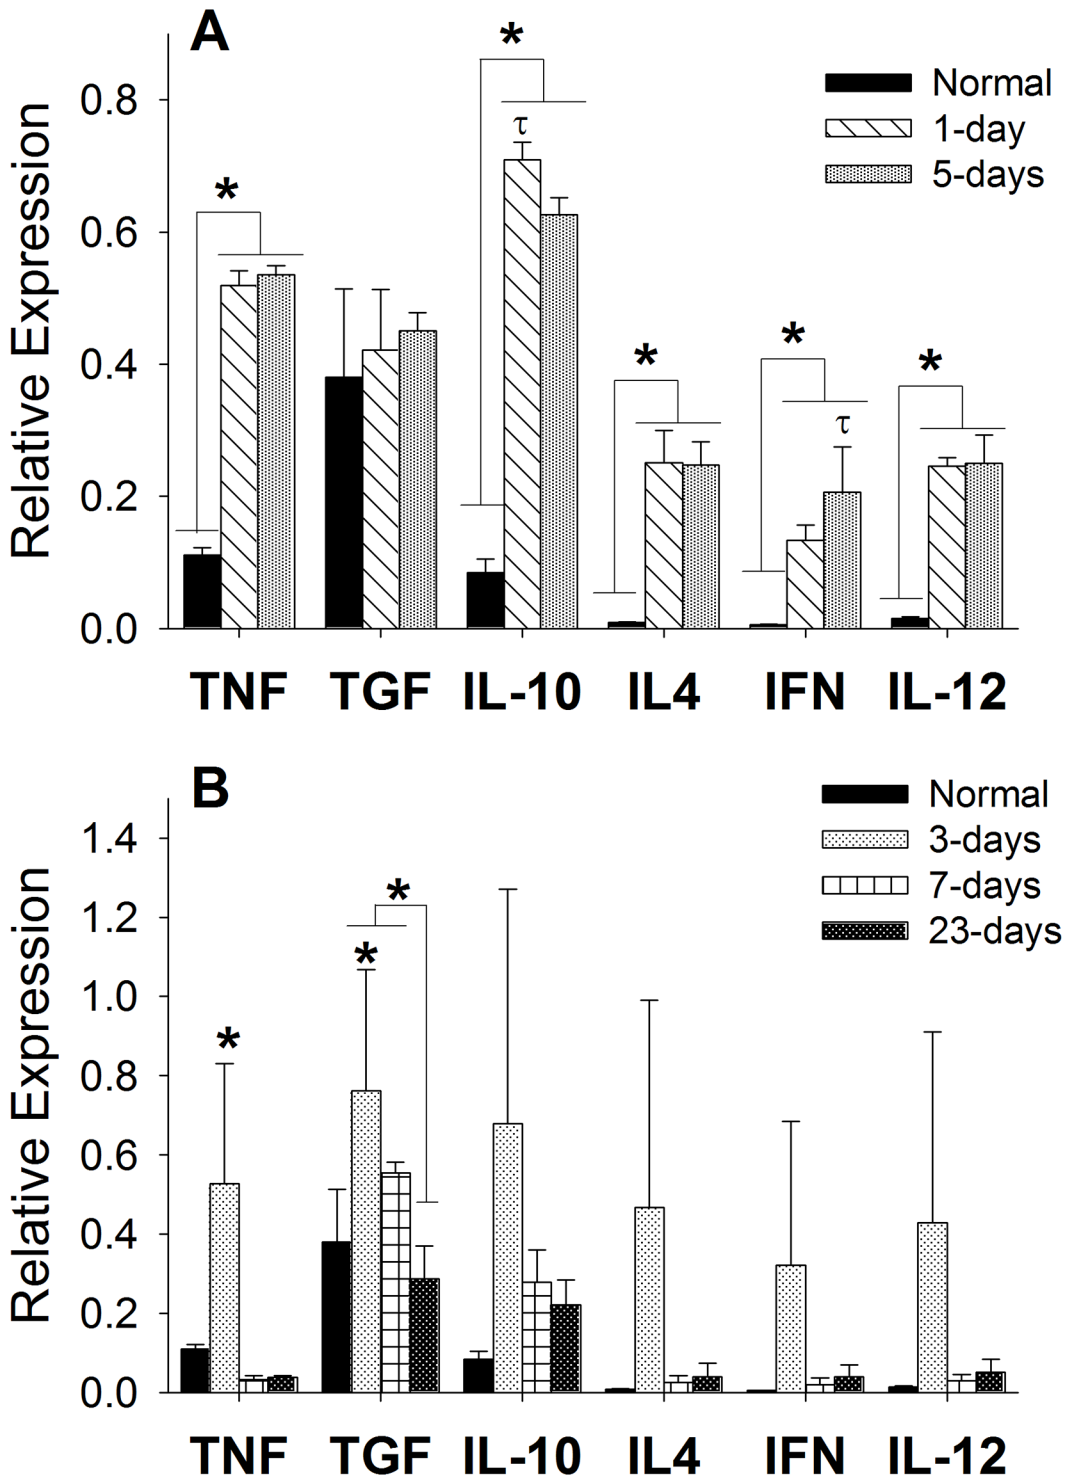 A
*
Normal
1-day
5-days
0.8
τ
*
0.6
*
*
*
0.4
τ
0.2
0.0
Relative Expression
TNF TGF IL-10 IL4 IFN IL-12
B
Normal
3-days
7-days
23-days
1.4
*
1.2
*
1.0
*
0.8
0.6
0.4
0.2
0.0
Relative Expression
TNF TGF IL-10 IL4 IFN IL-12